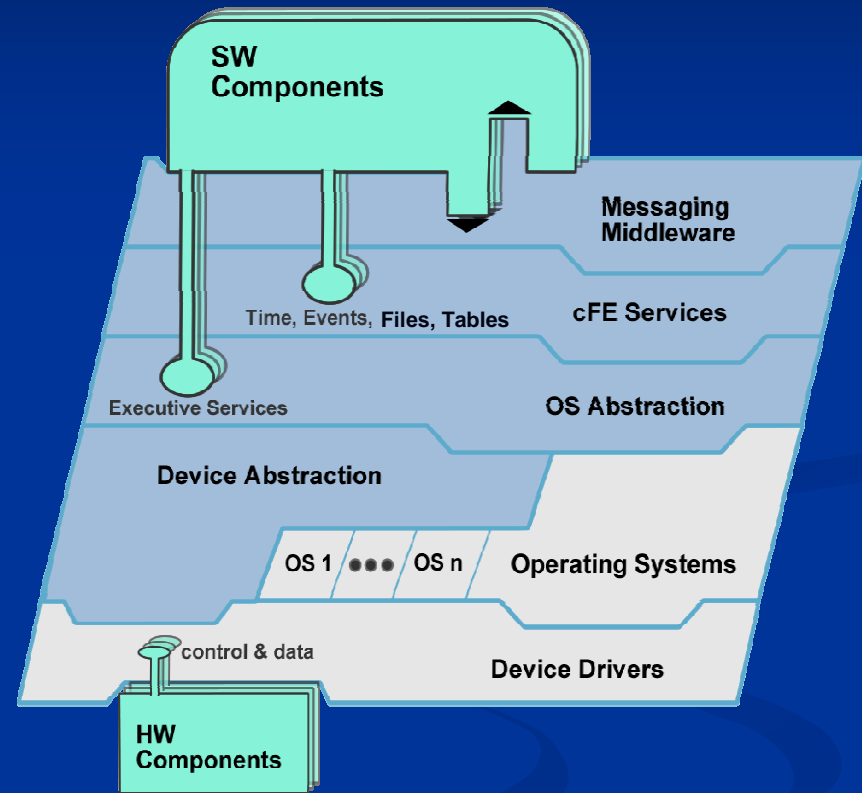 SW
Components
Messaging
Middleware
Time, Events, Files, Tables
cFE Services
Executive Services
OS Abstraction
Device Abstraction
OS 1
OS n
Operating Systems
control & data
Device Drivers
HW
Components